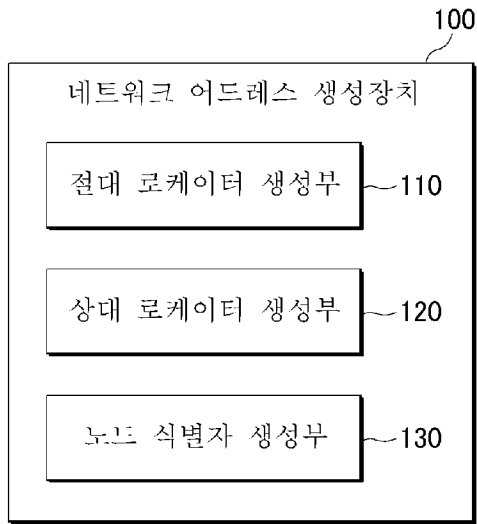 100
네트워크 어드레스 생성장치
절대 로케이터 생성부 110
상대 로케이터 생성부 120
노드 식별자 생성부 130